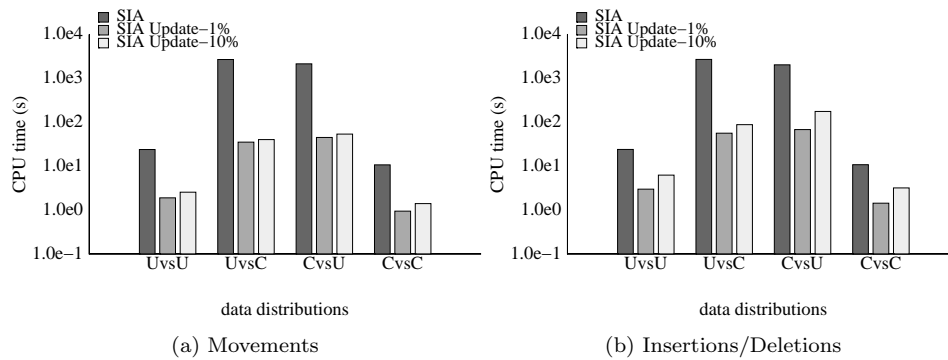 SIA
SIA Update−1%
SIA Update−10%
1.0e4
1.0e3
1.0e2
1.0e1
1.0e0
1.0e−1
CPU time (s)
UvsU UvsC CvsU CvsC
data distributions
(a) Movements
SIA
SIA Update−1%
SIA Update−10%
1.0e4
1.0e3
1.0e2
1.0e1
1.0e0
1.0e−1
CPU time (s)
UvsU UvsC CvsU CvsC
data distributions
(b) Insertions/Deletions